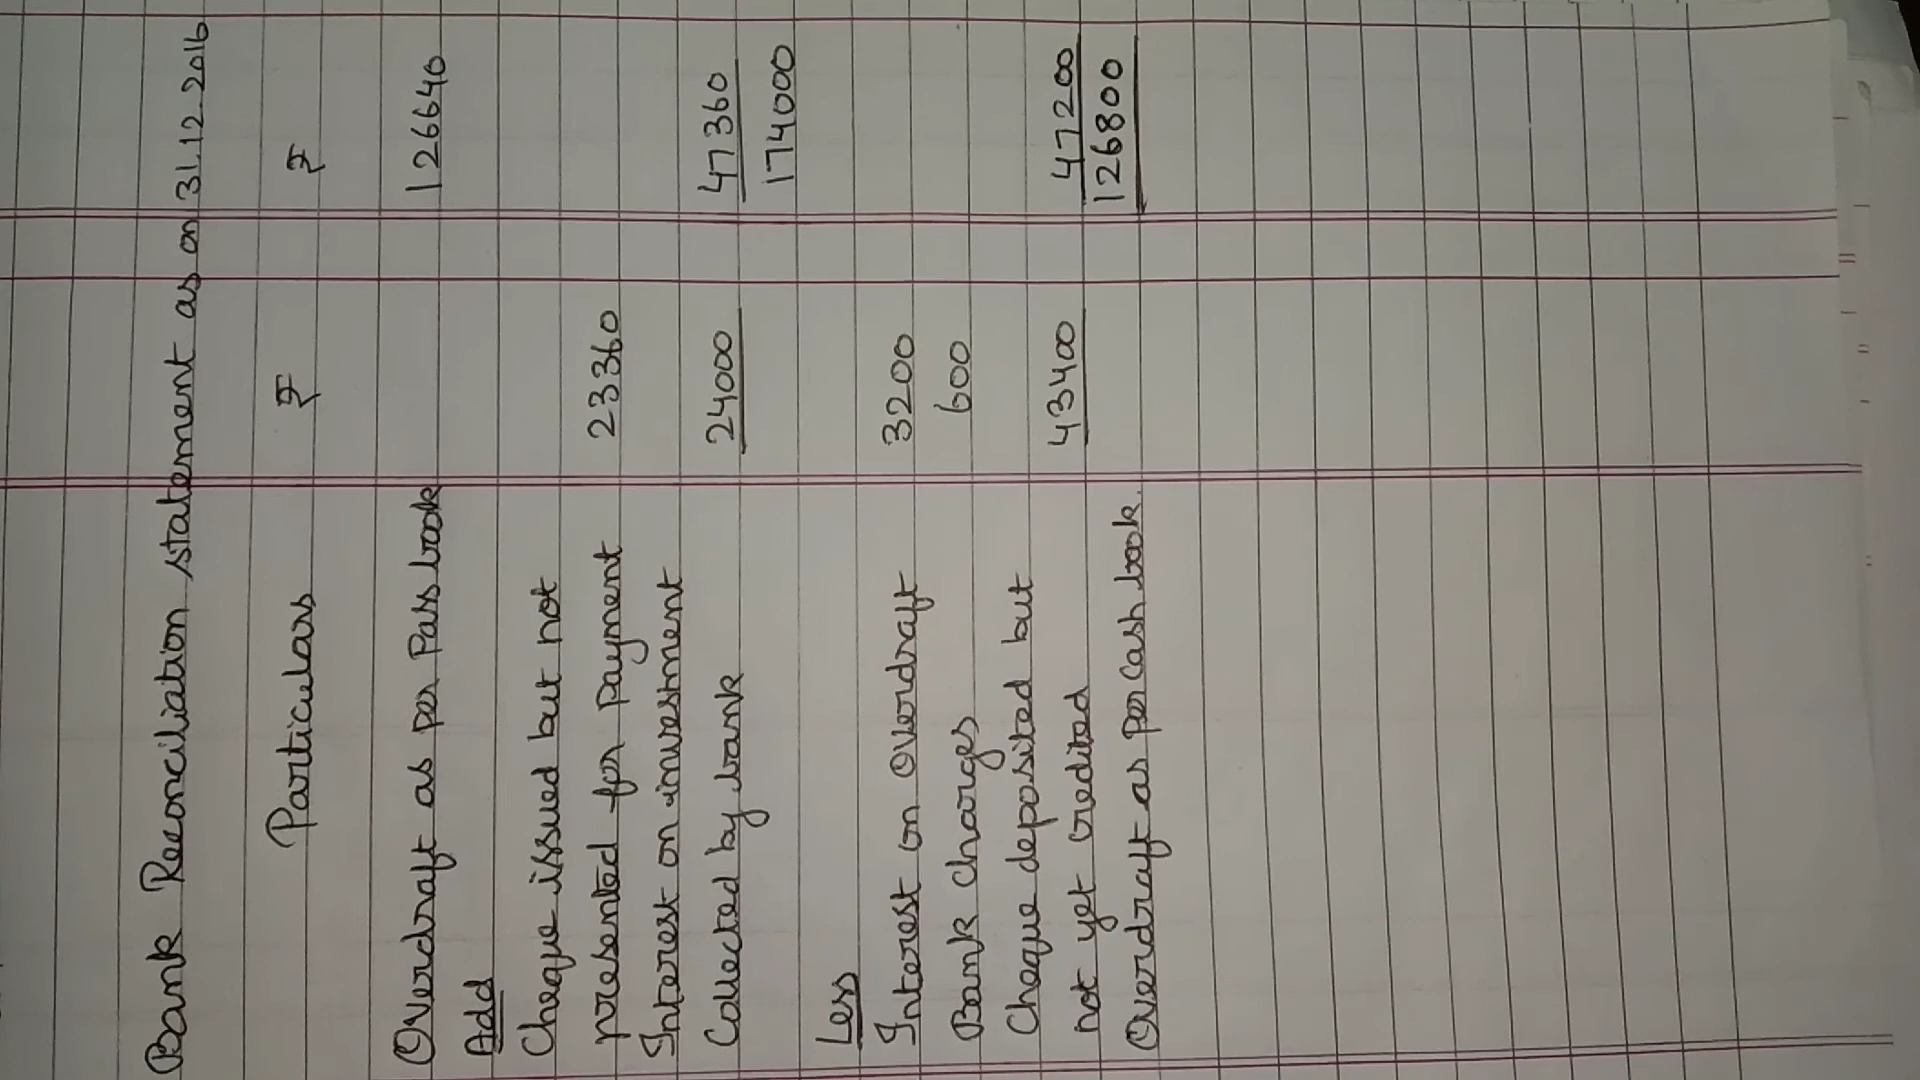 Bank Reconciliation statement as on 31.12.2016
Particulars ₹ ₹
Overdraft as per Pass book 126640
Add
Cheque issued but not
presented for payment 23360
Interest on investment
Collected by bank 24000 47360
174000
Less
Interest on Overdraft 3200
Bank charges 600
Cheque deposited but
not yet credited 43400 47200
Overdraft as per Cash book. 126800